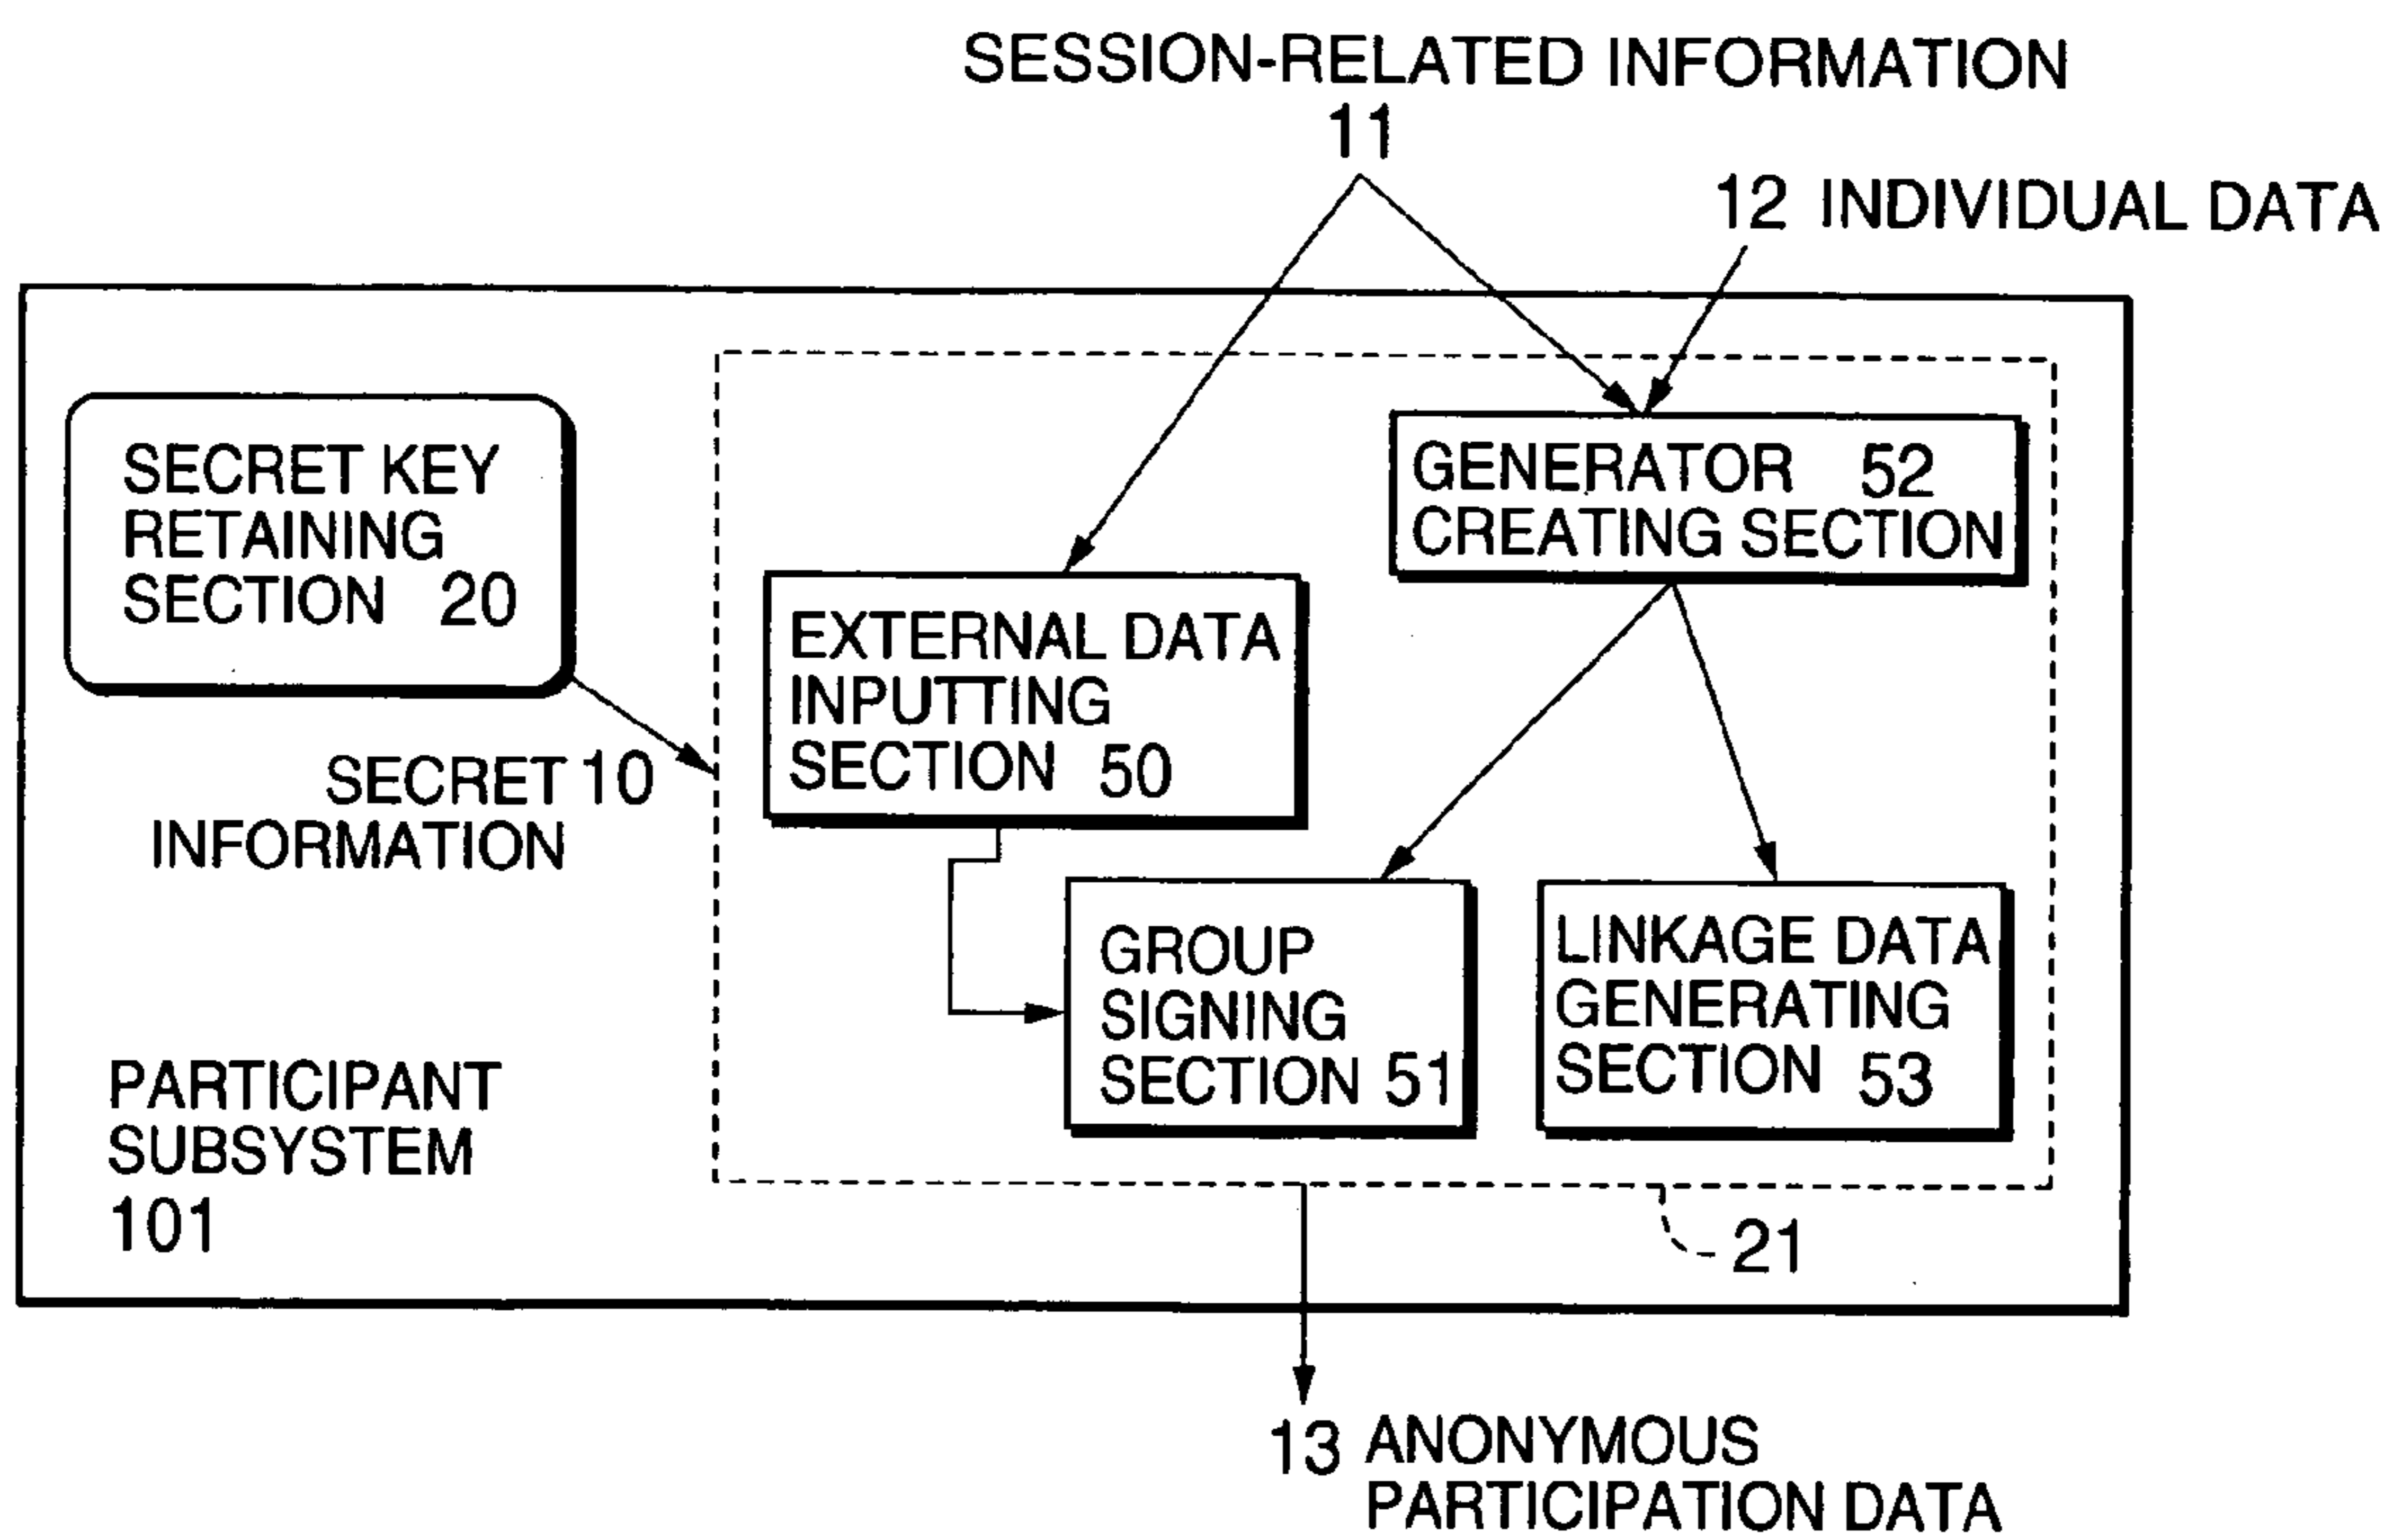 SESSION-RELATED INFORMATION
11
12 INDIVIDUAL DATA
SECRET KEY
RETAINING
SECTION 20
GENERATOR 52
CREATING SECTION
EXTERNAL DATA
INPUTTING
SECTION 50
SECRET 10
INFORMATION
GROUP
SIGNING
SECTION 51
LINKAGE DATA
GENERATING
SECTION 53
PARTICIPANT
SUBSYSTEM
101
21
13 ANONYMOUS
PARTICIPATION DATA